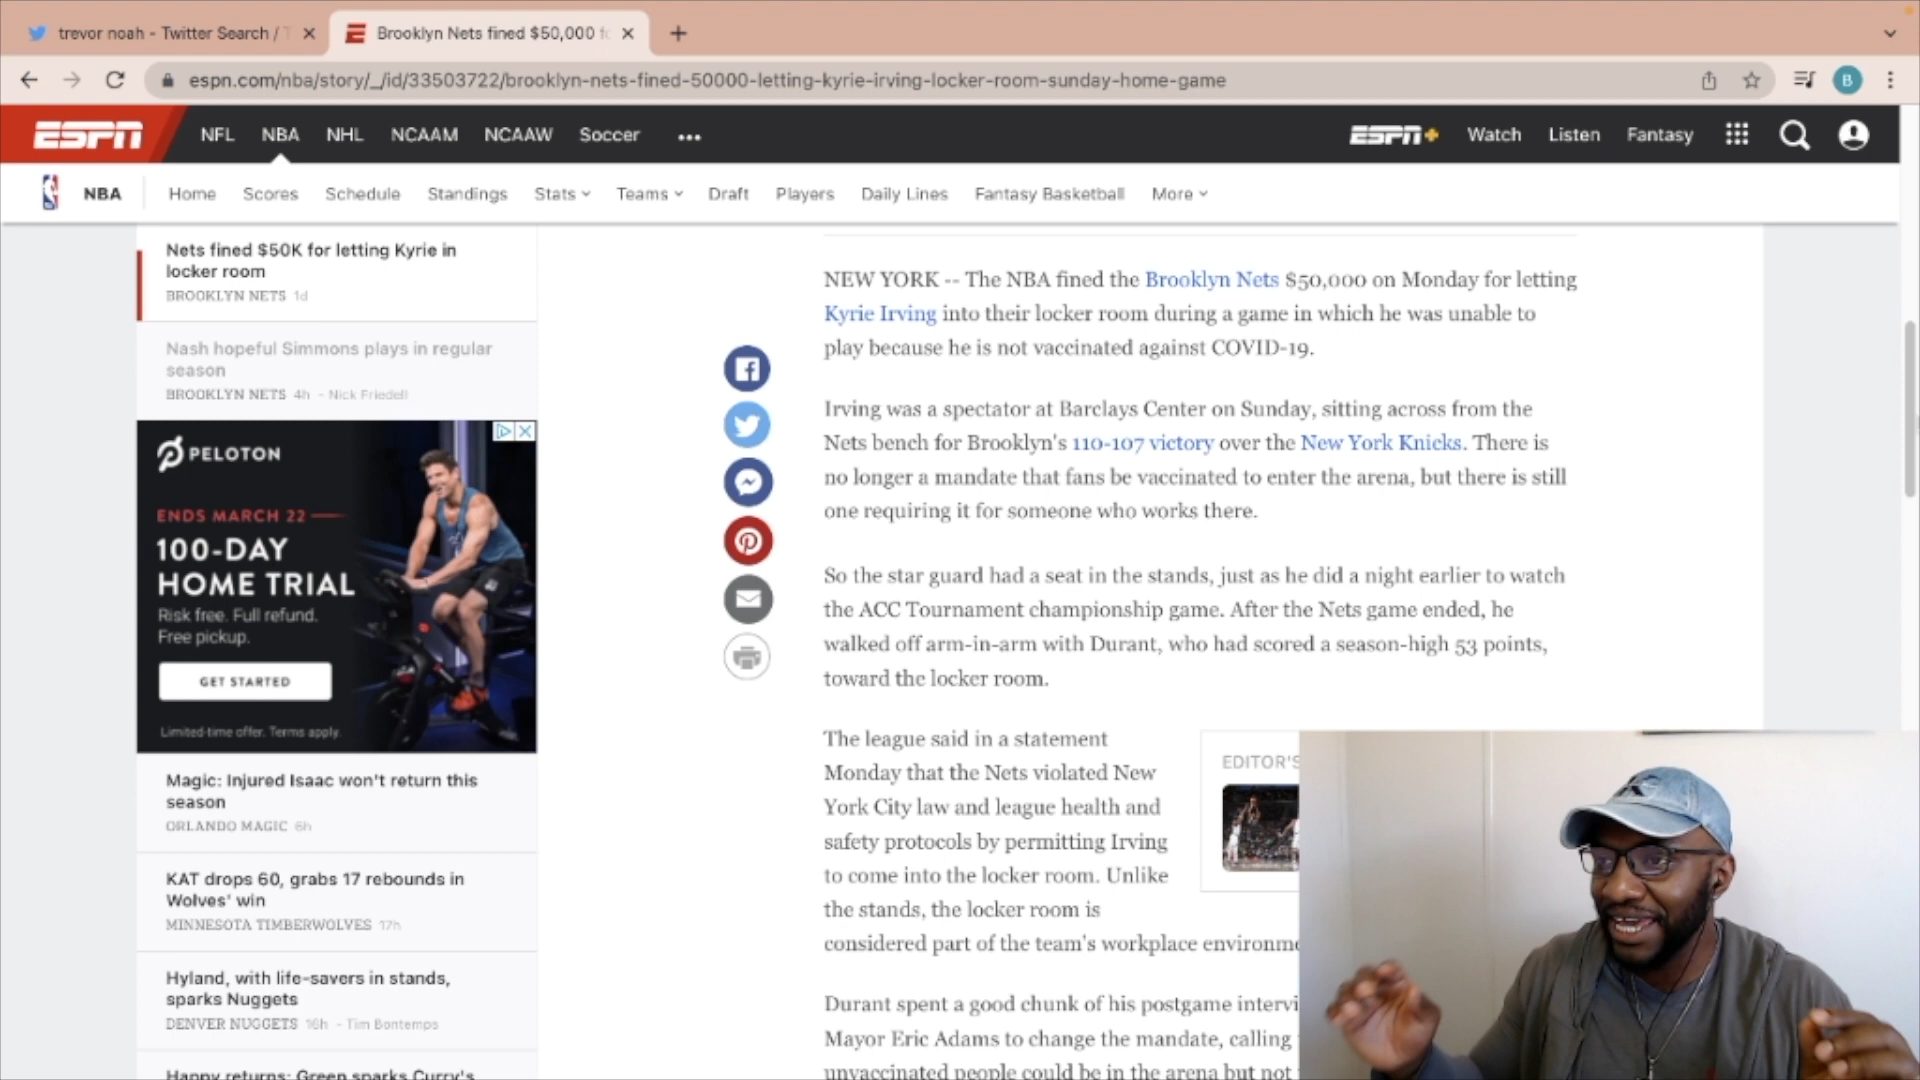 trevor noah - Twitter Search / T
Brooklyn Nets fined $50,000 fo
espn.com/nba/story/_/id/33503722/brooklyn-nets-fined-50000-letting-kyrie-irving-locker-room-sunday-home-game
B
ESPN
NFL NBA NHL NCAAM NCAAW Soccer
ESPN+ Watch Listen Fantasy
NBA Home Scores Schedule Standings Stats Teams Draft Players Daily Lines Fantasy Basketball More
Nets fined $50K for letting Kyrie in
locker room
BROOKLYN NETS 1d
Nash hopeful Simmons plays in regular
season
BROOKLYN NETS 4h - Nick Friedell
PELOTON
ENDS MARCH 22
100-DAY
HOME TRIAL
Risk free. Full refund.
Free pickup.
GET STARTED
Limited time offer. Terms apply.
Magic: Injured Isaac won't return this
season
ORLANDO MAGIC 6h
KAT drops 60, grabs 17 rebounds in
Wolves' win
MINNESOTA TIMBERWOLVES 17h
Hyland, with life-savers in stands,
sparks Nuggets
DENVER NUGGETS 16h - Tim Bontemps
Happy returns: Green sparks Curry's
NEW YORK -- The NBA fined the Brooklyn Nets $50,000 on Monday for letting
Kyrie Irving into their locker room during a game in which he was unable to
play because he is not vaccinated against COVID-19.
Irving was a spectator at Barclays Center on Sunday, sitting across from the
Nets bench for Brooklyn's 110-107 victory over the New York Knicks. There is
no longer a mandate that fans be vaccinated to enter the arena, but there is still
one requiring it for someone who works there.
So the star guard had a seat in the stands, just as he did a night earlier to watch
the ACC Tournament championship game. After the Nets game ended, he
walked off arm-in-arm with Durant, who had scored a season-high 53 points,
toward the locker room.
The league said in a statement
Monday that the Nets violated New
York City law and league health and
safety protocols by permitting Irving
to come into the locker room. Unlike
the stands, the locker room is
considered part of the team's workplace environme
EDITOR'S
Durant spent a good chunk of his postgame intervi
Mayor Eric Adams to change the mandate, calling
unvaccinated people could be in the arena but not